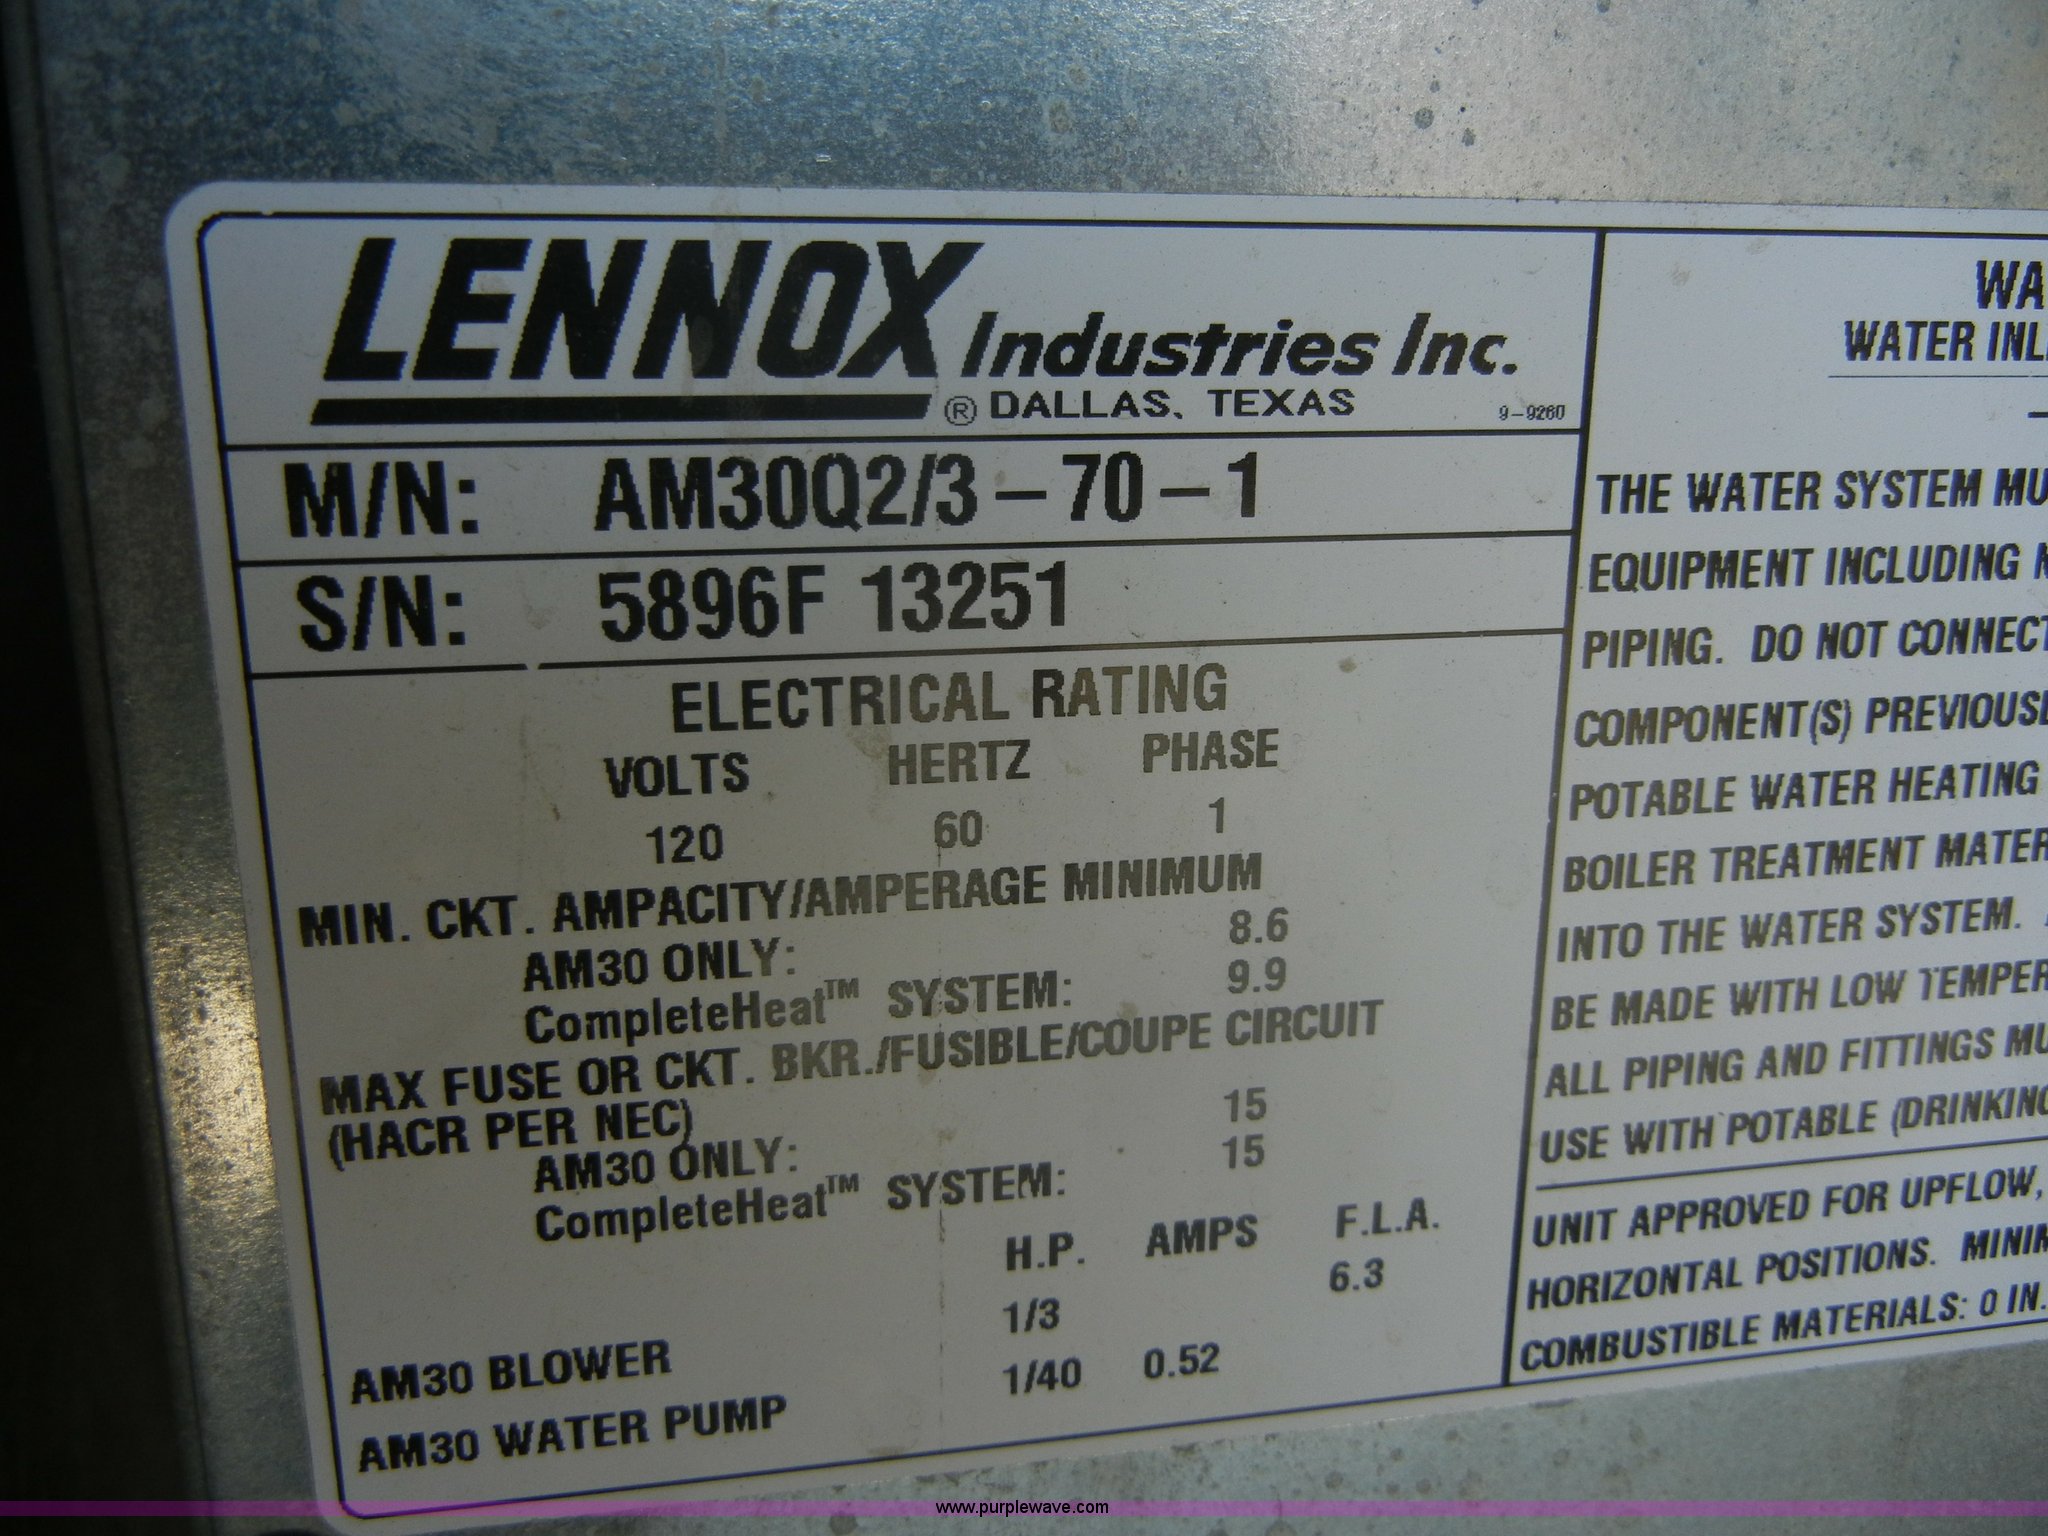 LENNOX Industries Inc.
® DALLAS, TEXAS 9-9260
M/N: AM30Q2/3-70-1
S/N: 5896F 13251
ELECTRICAL RATING
VOLTS HERTZ PHASE
120 60 1
MIN. CKT. AMPACITY/AMPERAGE MINIMUM
AM30 ONLY: 8.6
CompleteHeat™ SYSTEM: 9.9
MAX FUSE OR CKT. BKR./FUSIBLE/COUPE CIRCUIT
(HACR PER NEC)
AM30 ONLY: 15
CompleteHeat™ SYSTEM: 15
H.P. AMPS F.L.A.
AM30 BLOWER 1/3 6.3
AM30 WATER PUMP 1/40 0.52
WA
WATER INL
THE WATER SYSTEM MU
EQUIPMENT INCLUDING
PIPING. DO NOT CONNECT
COMPONENT(S) PREVIOUS
POTABLE WATER HEATING
BOILER TREATMENT MATER
INTO THE WATER SYSTEM.
BE MADE WITH LOW TEMPER
ALL PIPING AND FITTINGS MU
USE WITH POTABLE (DRINKING
UNIT APPROVED FOR UPFLOW,
HORIZONTAL POSITIONS. MINIM
COMBUSTIBLE MATERIALS: 0 IN.
www.purplewave.com